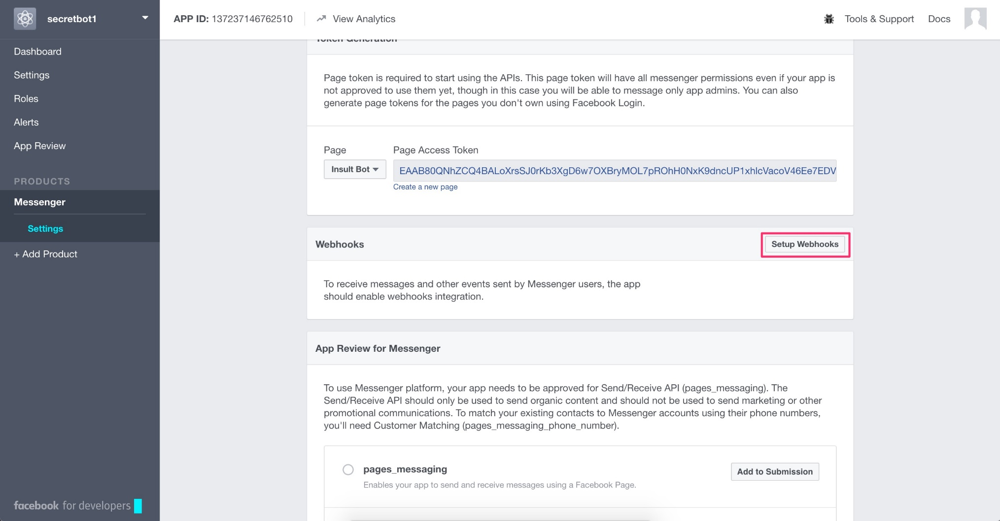 secretbot1
APP ID: 137237146762510
View Analytics
Tools & Support
Docs
Dashboard
Settings
Roles
Alerts
App Review
PRODUCTS
Messenger
Settings
+ Add Product
facebook for developers
Token Generation
Page token is required to start using the APIs. This page token will have all messenger permissions even if your app is
not approved to use them yet, though in this case you will be able to message only app admins. You can also
generate page tokens for the pages you don't own using Facebook Login.
Page
Page Access Token
Insult Bot
EAAB80QNhZCQ4BALoXrsSJ0rKb3XgD6w7OXBryMOL7pROhH0NxK9dncUP1xhlcVacoV46Ee7EDV
Create a new page
Webhooks
Setup Webhooks
To receive messages and other events sent by Messenger users, the app
should enable webhooks integration.
App Review for Messenger
To use Messenger platform, your app needs to be approved for Send/Receive API (pages_messaging). The
Send/Receive API should only be used to send organic content and should not be used to send marketing or other
promotional communications. To match your existing contacts to Messenger accounts using their phone numbers,
you'll need Customer Matching (pages_messaging_phone_number).
pages_messaging
Add to Submission
Enables your app to send and receive messages using a Facebook Page.